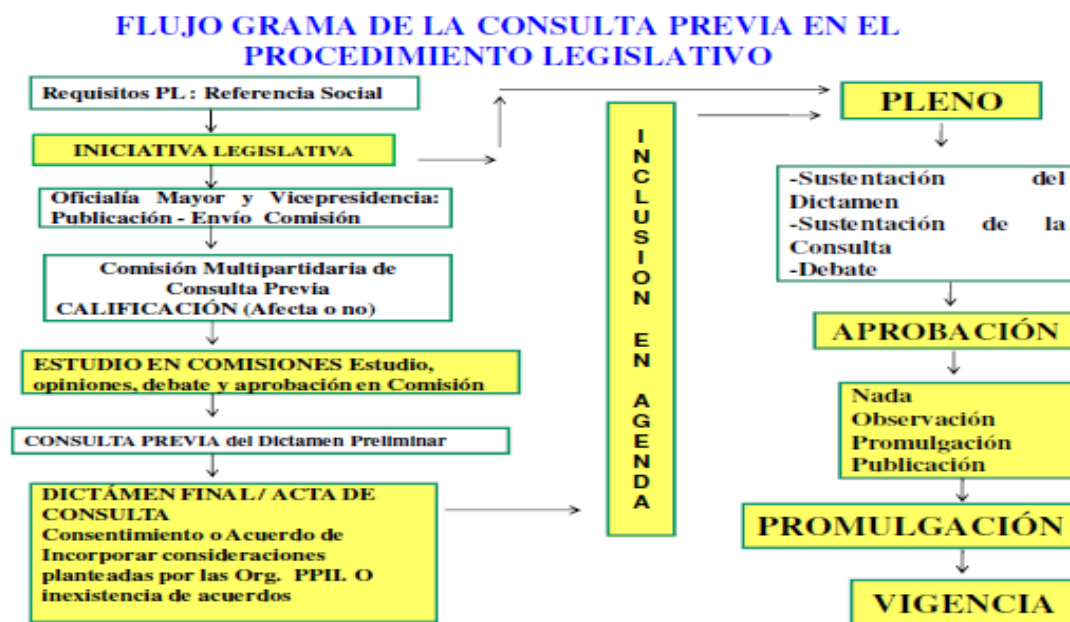 FLUJO GRAMA DE LA CONSULTA PREVIA EN EL
PROCEDIMIENTO LEGISLATIVO
Requisitos PL : Referencia Social
INICIATIVA LEGISLATIVA
Oficialía Mayor y Vicepresidencia:
Publicación - Envío Comisión
Comisión Multipartidaria de
Consulta Previa
CALIFICACIÓN (Afecta o no)
ESTUDIO EN COMISIONES Estudio,
opiniones, debate y aprobación en Comisión
CONSULTA PREVIA del Dictamen Preliminar
DICTÁMEN FINAL / ACTA DE
CONSULTA
Consentimiento o Acuerdo de
Incorporar consideraciones
planteadas por las Org. PPII. O
inexistencia de acuerdos
INCLUSION EN AGENDA
PLENO
-Sustentación del
Dictamen
-Sustentación de la
Consulta
-Debate
APROBACIÓN
Nada
Observación
Promulgación
Publicación
PROMULGACIÓN
VIGENCIA